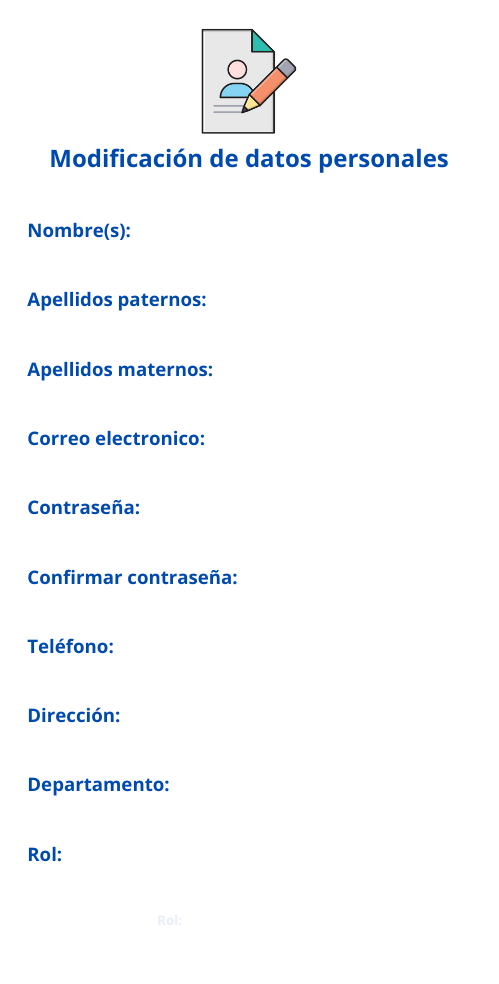 Modificación de datos personales
Nombre(s):
Apellidos paternos:
Apellidos maternos:
Correo electronico:
Contraseña:
Confirmar contraseña:
Teléfono:
Dirección:
Departamento:
Rol:
Rol: